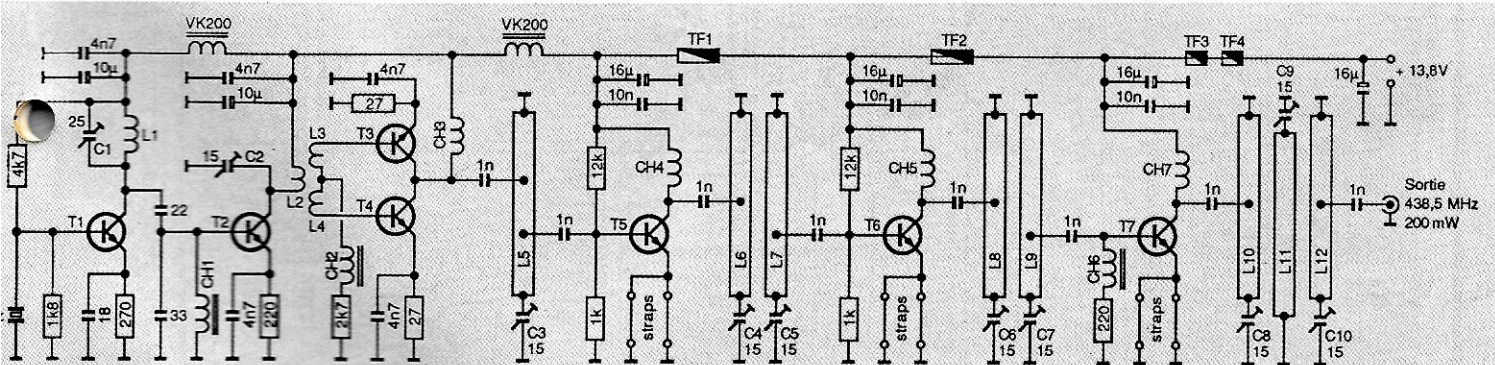 VK200
VK200
TF1
TF2
TF3
TF4
4n7
10µ
4n7
10µ
4n7
27
16µ
10n
16µ
10n
16µ
10n
C9
15
16µ
+ 13,8V
25
C1
L1
4k7
15
C2
L3
T3
CH3
1n
12k
CH4
1n
12k
CH5
1n
CH7
1n
1n
Sortie
438,5 MHz
200 mW
T1
22
T2
L2
L4
T4
1n
T5
1n
T6
1n
T7
CH1
CH2
L5
L6
L7
L8
L9
CH6
L10
L11
L12
1k8
18
270
33
4n7
220
2k7
4n7
27
C3
15
1k
straps
C4
15
C5
15
1k
straps
C6
15
C7
15
220
straps
C8
15
C10
15